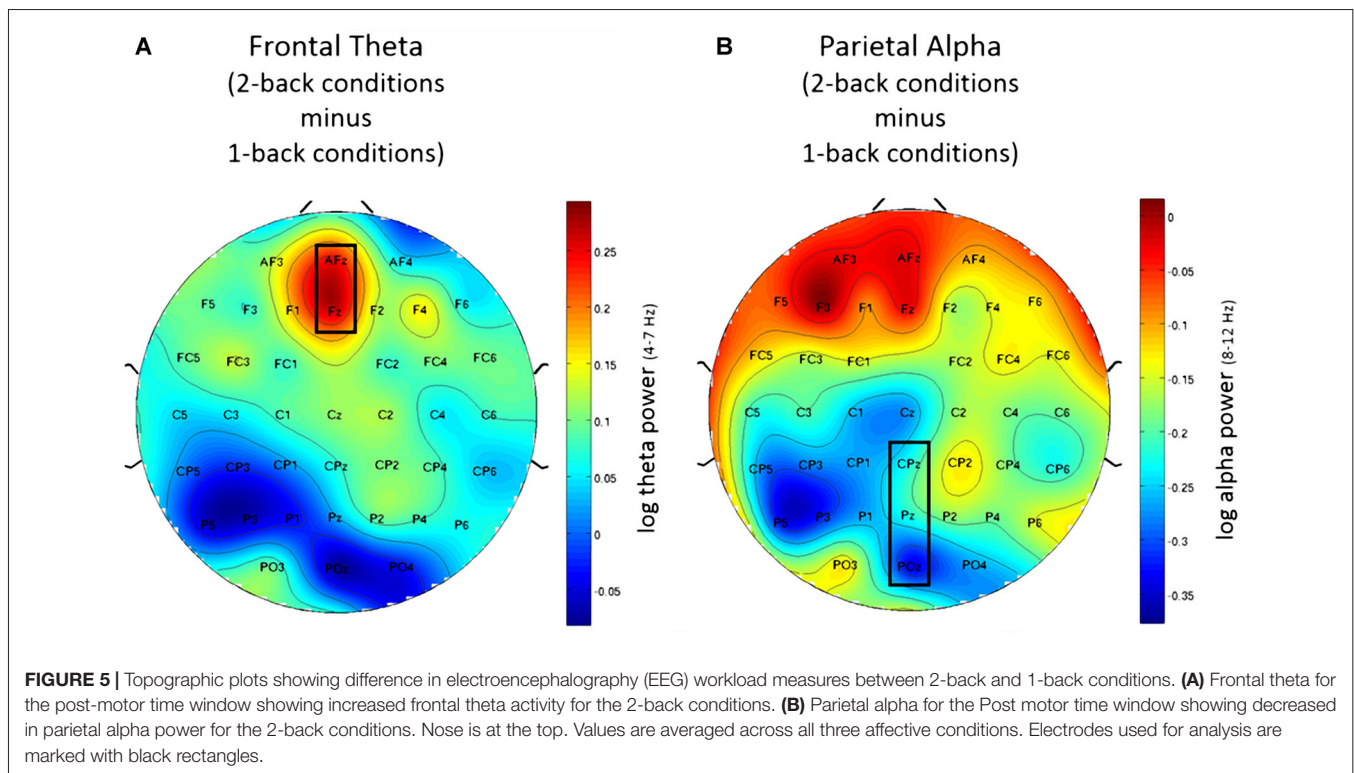 A
Frontal Theta
(2-back conditions
minus
1-back conditions)
AF3 AFz AF4
F5 F3 F1 Fz F2 F4 F6
FC5 FC3 FC1 FC2 FC4 FC6
C5 C3 C1 Cz C2 C4 C6
CP5 CP3 CP1 CPz CP2 CP4 CP6
P5 P3 P1 Pz P2 P4 P6
PO3 POz PO4
0.25
0.2
0.15
0.1
0.05
0
-0.05
log theta power (4-7 Hz)
B
Parietal Alpha
(2-back conditions
minus
1-back conditions)
AF3 AFz AF4
F5 F3 F1 Fz F2 F4 F6
FC5 FC3 FC1 FC2 FC4 FC6
C5 C3 C1 Cz C2 C4 C6
CP5 CP3 CP1 CPz CP2 CP4 CP6
P5 P3 P1 Pz P2 P4 P6
PO3 POz PO4
0
-0.05
-0.1
-0.15
-0.2
-0.25
-0.3
-0.35
log alpha power (8-12 Hz)
FIGURE 5 | Topographic plots showing difference in electroencephalography (EEG) workload measures between 2-back and 1-back conditions. (A) Frontal theta for
the post-motor time window showing increased frontal theta activity for the 2-back conditions. (B) Parietal alpha for the Post motor time window showing decreased
in parietal alpha power for the 2-back conditions. Nose is at the top. Values are averaged across all three affective conditions. Electrodes used for analysis are
marked with black rectangles.